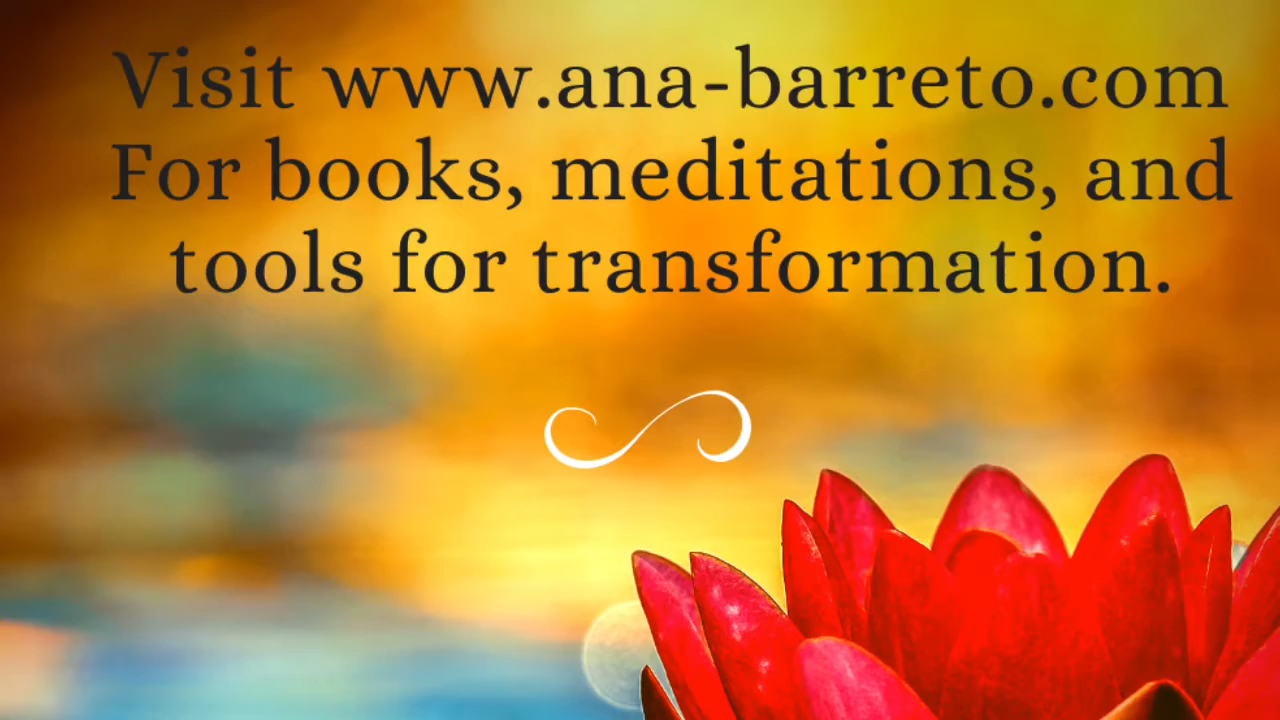 Visit www.ana-barreto.com
For books, meditations, and
tools for transformation.